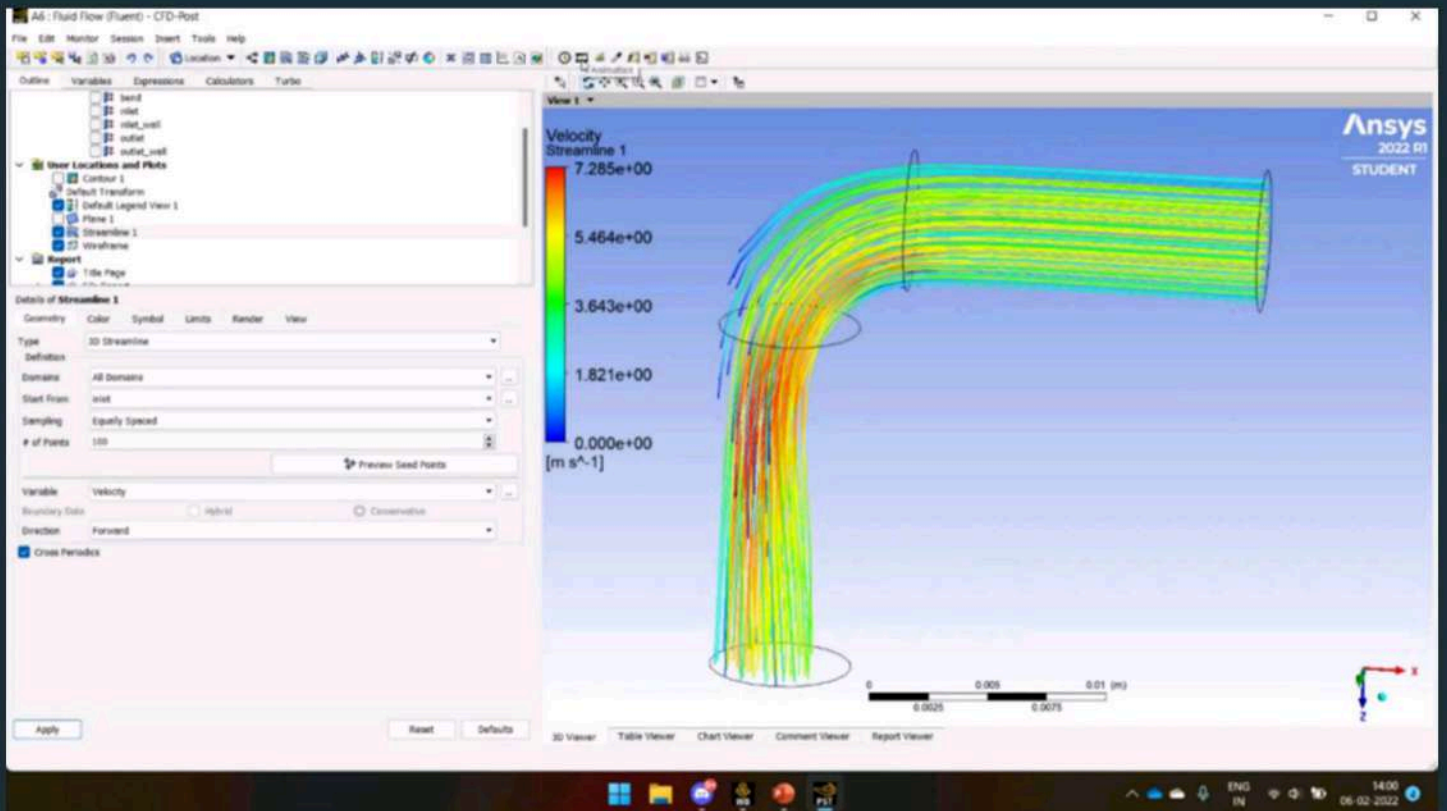 A6 : Fluid Flow (Fluent) - CFD-Post
File Edit Monitor Session Insert Tools Help
Location
Animation
Outline Variables Expressions Calculators Turbo
bend
inlet
inlet_wall
outlet
outlet_wall
User Locations and Plots
Contour 1
Default Transform
Default Legend View 1
Plane 1
Streamline 1
Wireframe
Report
Title Page
Details of Streamline 1
Geometry Color Symbol Limits Render View
Type 3D Streamline
Definition
Domains All Domains ...
Start From inlet ...
Sampling Equally Spaced
# of Points 100
Preview Seed Points
Variable Velocity ...
Boundary Data Hybrid Conservative
Direction Forward
Cross Periodics
Apply Reset Defaults
View 1
Velocity
Streamline 1
7.285e+00
5.464e+00
3.643e+00
1.821e+00
0.000e+00
[m s^-1]
Ansys
2022 R1
STUDENT
0 0.005 0.01 (m)
0.0025 0.0075
X
Z
3D Viewer Table Viewer Chart Viewer Comment Viewer Report Viewer
WB
PST
ENG
IN
14:00
06-02-2022